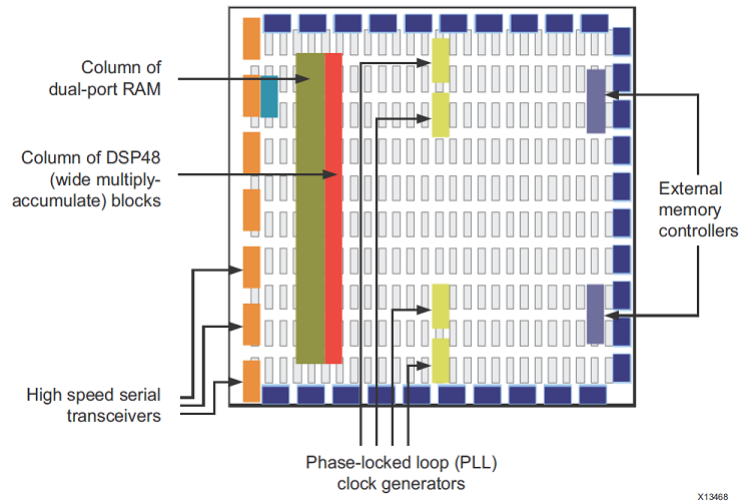 Column of
dual-port RAM
Column of DSP48
(wide multiply-
accumulate) blocks
External
memory
controllers
High speed serial
transceivers
Phase-locked loop (PLL)
clock generators
X13468